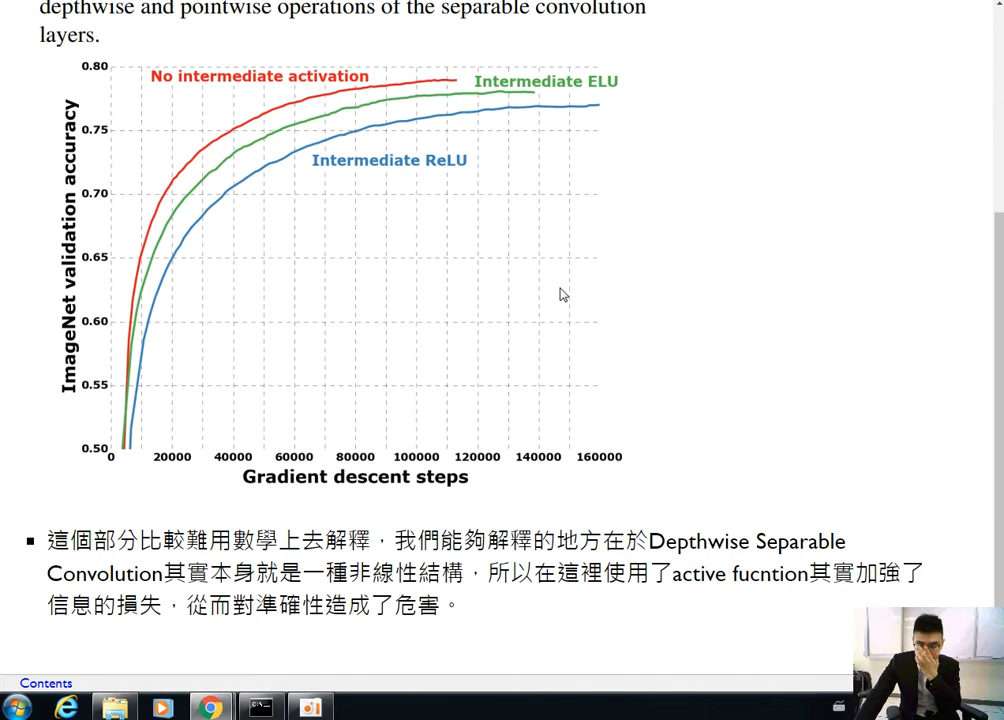 depthwise and pointwise operations of the separable convolution
layers.
0.80
No intermediate activation
Intermediate ELU
0.75
Intermediate ReLU
0.70
0.65
0.60
0.55
0.50
ImageNet validation accuracy
0 20000 40000 60000 80000 100000 120000 140000 160000
Gradient descent steps
▪ 這個部分比較難用數學上去解釋，我們能夠解釋的地方在於Depthwise Separable
Convolution其實本身就是一種非線性結構，所以在這裡使用了active fucntion其實加強了
信息的損失，從而對準確性造成了危害。
Contents